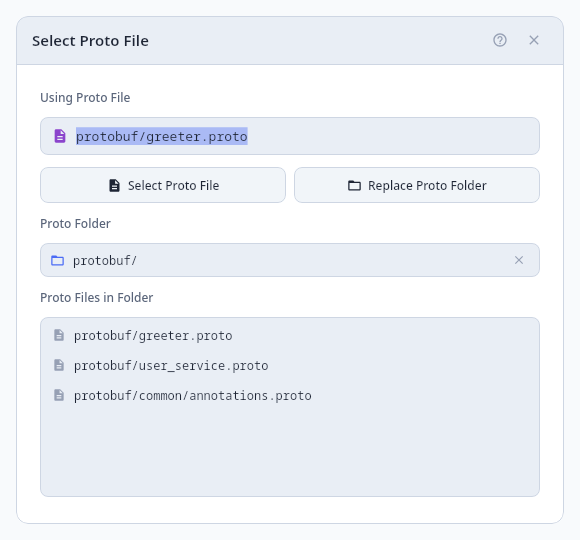 Select Proto File
Using Proto File
protobuf/greeter.proto
Select Proto File
Replace Proto Folder
Proto Folder
protobuf/
Proto Files in Folder
protobuf/greeter.proto
protobuf/user_service.proto
protobuf/common/annotations.proto